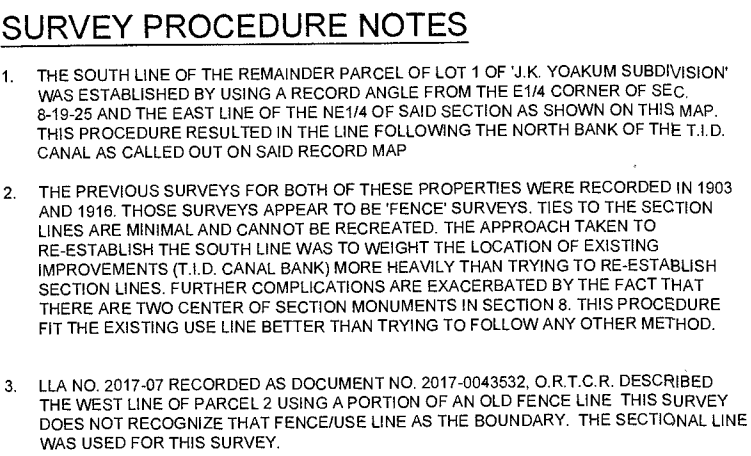 SURVEY PROCEDURE NOTES
1. THE SOUTH LINE OF THE REMAINDER PARCEL OF LOT 1 OF 'J.K. YOAKUM SUBDIVISION'
WAS ESTABLISHED BY USING A RECORD ANGLE FROM THE E1/4 CORNER OF SEC.
8-19-25 AND THE EAST LINE OF THE NE1/4 OF SAID SECTION AS SHOWN ON THIS MAP.
THIS PROCEDURE RESULTED IN THE LINE FOLLOWING THE NORTH BANK OF THE T.I.D.
CANAL AS CALLED OUT ON SAID RECORD MAP
2. THE PREVIOUS SURVEYS FOR BOTH OF THESE PROPERTIES WERE RECORDED IN 1903
AND 1916. THOSE SURVEYS APPEAR TO BE 'FENCE' SURVEYS. TIES TO THE SECTION
LINES ARE MINIMAL AND CANNOT BE RECREATED. THE APPROACH TAKEN TO
RE-ESTABLISH THE SOUTH LINE WAS TO WEIGHT THE LOCATION OF EXISTING
IMPROVEMENTS (T.I.D. CANAL BANK) MORE HEAVILY THAN TRYING TO RE-ESTABLISH
SECTION LINES. FURTHER COMPLICATIONS ARE EXACERBATED BY THE FACT THAT
THERE ARE TWO CENTER OF SECTION MONUMENTS IN SECTION 8. THIS PROCEDURE
FIT THE EXISTING USE LINE BETTER THAN TRYING TO FOLLOW ANY OTHER METHOD.
3. LLA NO. 2017-07 RECORDED AS DOCUMENT NO. 2017-0043532, O.R.T.C.R. DESCRIBED
THE WEST LINE OF PARCEL 2 USING A PORTION OF AN OLD FENCE LINE THIS SURVEY
DOES NOT RECOGNIZE THAT FENCE/USE LINE AS THE BOUNDARY. THE SECTIONAL LINE
WAS USED FOR THIS SURVEY.